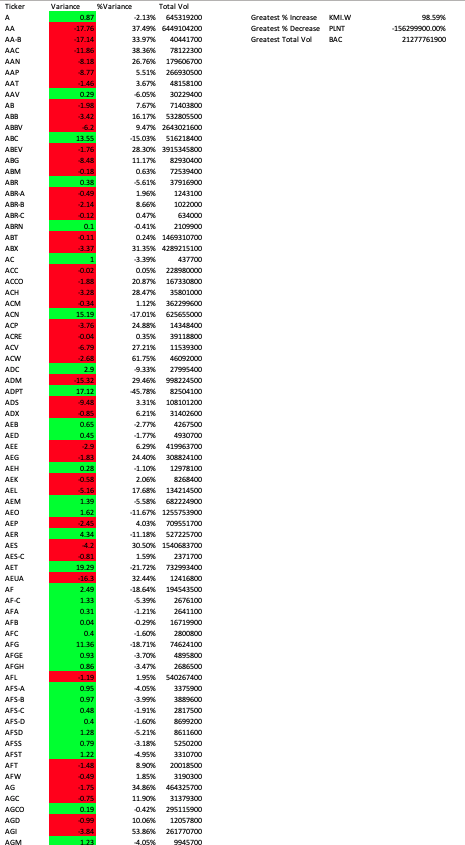 Ticker Variance %Variance Total Vol
A 0.87 -2.13% 645319200 Greatest % Increase KMI.W 98.59%
AA -17.76 37.49% 6449104200 Greatest % Decrease PLNT -156299900.00%
AA-B -17.14 33.97% 40441700 Greatest Total Vol BAC 21277761900
AAC -11.86 38.36% 78122300
AAN -8.18 26.76% 179606700
AAP -8.77 5.51% 266930500
AAT -1.46 3.67% 48158100
AAV 0.29 -6.05% 30229400
AB -1.98 7.67% 71403800
ABB -3.42 16.17% 532805500
ABBV -6.2 9.47% 2643021600
ABC 13.55 -15.03% 516218400
ABEV -1.76 28.30% 3915345800
ABG -8.48 11.17% 82930400
ABM -0.18 0.63% 72539400
ABR 0.38 -5.61% 37916900
ABR-A -0.49 1.96% 1243100
ABR-B -2.14 8.66% 1022000
ABR-C -0.12 0.47% 634000
ABRN 0.1 -0.41% 2109900
ABT -0.11 0.24% 1469310700
ABX -3.37 31.35% 4289215100
AC 1 -3.39% 437700
ACC -0.02 0.05% 228980000
ACCO -1.88 20.87% 167330800
ACH -3.28 28.47% 35801000
ACM -0.34 1.12% 362299600
ACN 15.19 -17.01% 625655000
ACP -3.76 24.88% 14348400
ACRE -0.04 0.35% 39118800
ACV -6.79 27.21% 11539300
ACW -2.68 61.75% 46092000
ADC 2.9 -9.33% 27995400
ADM -15.32 29.46% 998224500
ADPT 17.12 -45.78% 82504100
ADS -9.48 3.31% 108101200
ADX -0.85 6.21% 31402600
AEB 0.65 -2.77% 4267500
AED 0.45 -1.77% 4930700
AEE -2.9 6.29% 419963700
AEG -1.83 24.40% 308824100
AEH 0.28 -1.10% 12978100
AEK -0.58 2.06% 8268400
AEL -5.16 17.68% 134214500
AEM 1.39 -5.58% 682224900
AEO 1.62 -11.67% 1255753900
AEP -2.45 4.03% 709551700
AER 4.34 -11.18% 527225700
AES -4.2 30.50% 1540683700
AES-C -0.81 1.59% 2371700
AET 19.29 -21.72% 732993400
AEUA -16.3 32.44% 12416800
AF 2.49 -18.64% 194543500
AF-C 1.33 -5.39% 2676100
AFA 0.31 -1.21% 2641100
AFB 0.04 -0.29% 16719900
AFC 0.4 -1.60% 2800800
AFG 11.36 -18.71% 74624100
AFGE 0.93 -3.70% 4895800
AFGH 0.86 -3.47% 2686500
AFL -1.19 1.95% 540267400
AFS-A 0.95 -4.05% 3375900
AFS-B 0.97 -3.99% 3889600
AFS-C 0.48 -1.91% 2817500
AFS-D 0.4 -1.60% 8699200
AFSD 1.28 -5.21% 8611600
AFSS 0.79 -3.18% 5250200
AFST 1.22 -4.95% 3310700
AFT -1.48 8.90% 20018500
AFW -0.49 1.85% 3190300
AG -1.75 34.86% 464325700
AGC -0.75 11.90% 31379300
AGCO 0.19 -0.42% 295115900
AGD -0.99 10.06% 12057800
AGI -3.84 53.86% 261770700
AGM 1.23 -4.05% 9945700